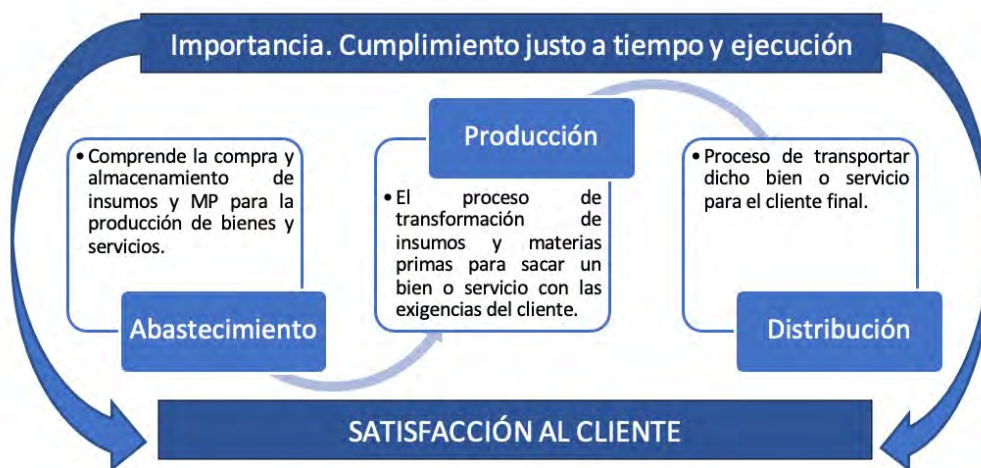 Importancia. Cumplimiento justo a tiempo y ejecución
• Comprende la compra y
almacenamiento de
insumos y MP para la
producción de bienes y
servicios.
Abastecimiento
Producción
• El proceso de
transformación de
insumos y materias
primas para sacar un
bien o servicio con las
exigencias del cliente.
• Proceso de transportar
dicho bien o servicio
para el cliente final.
Distribución
SATISFACCIÓN AL CLIENTE